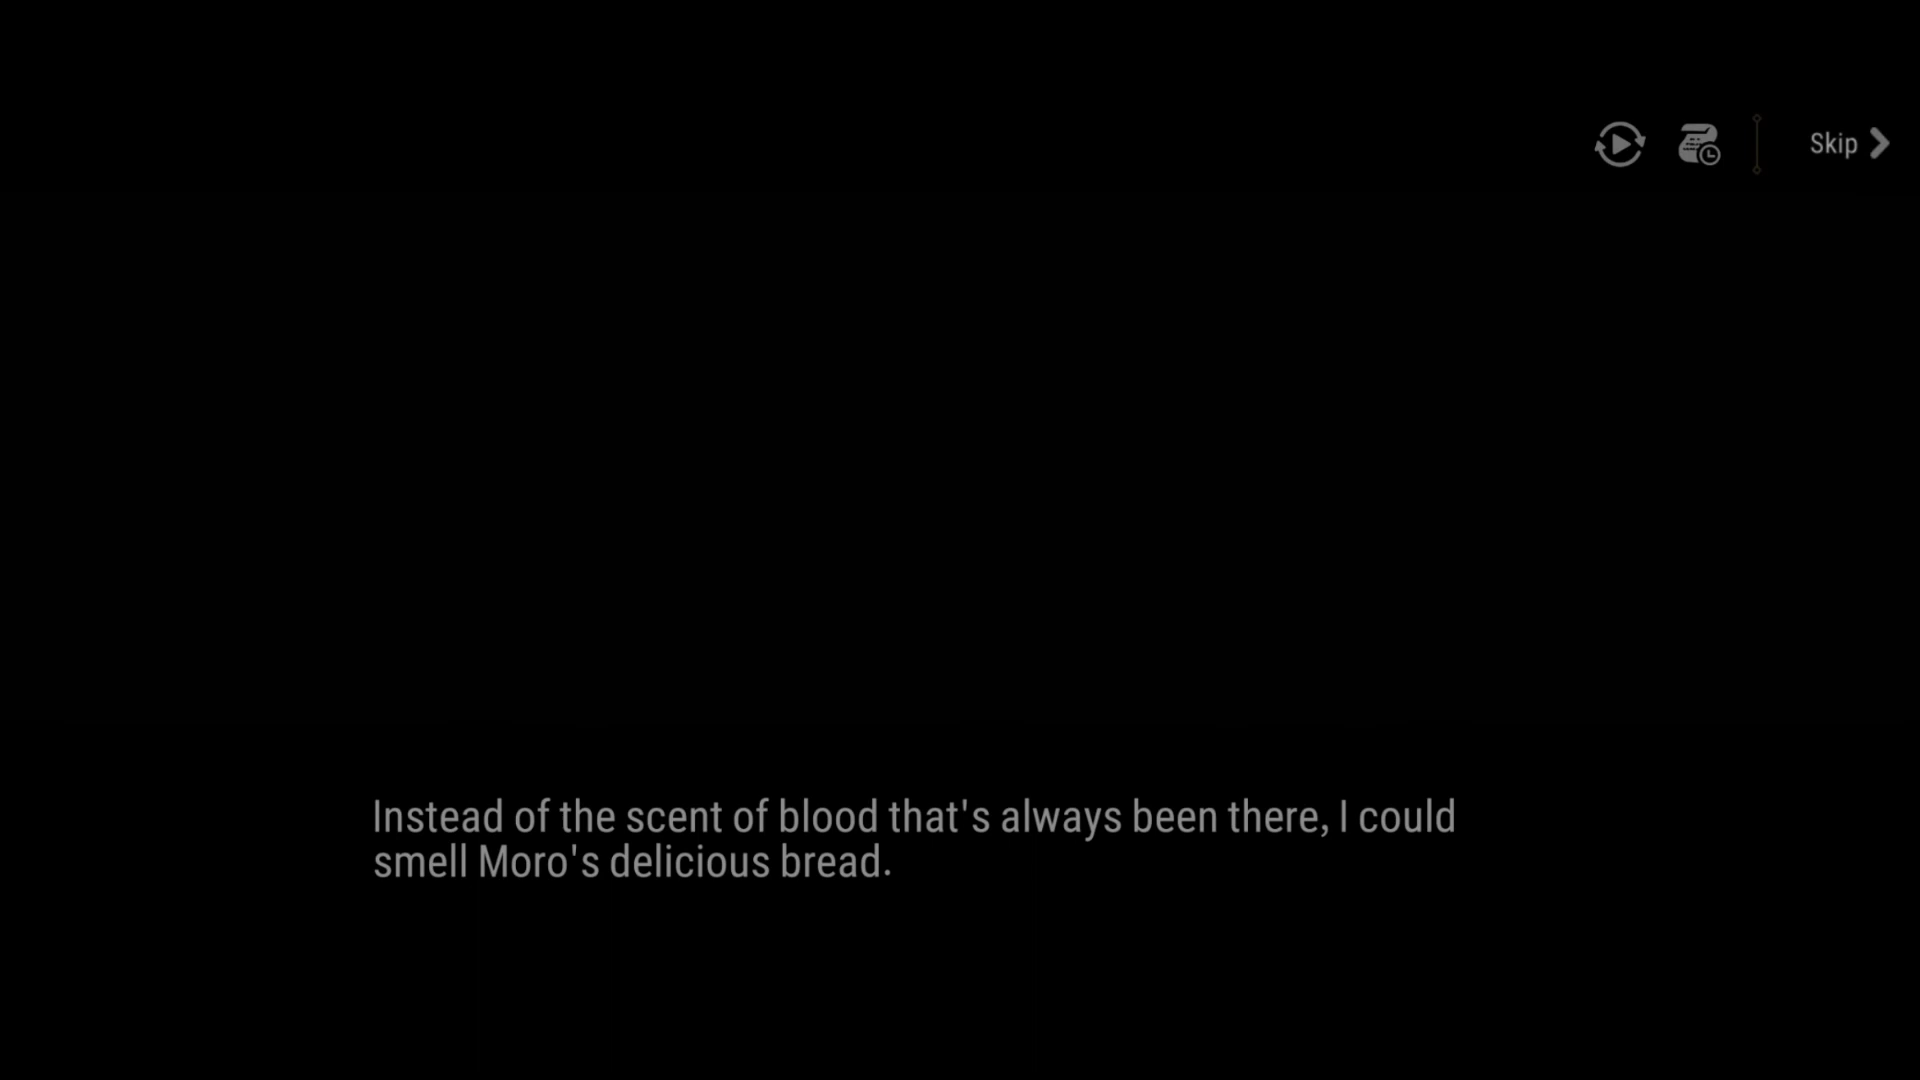 Skip
Instead of the scent of blood that's always been there, I could
smell Moro's delicious bread.